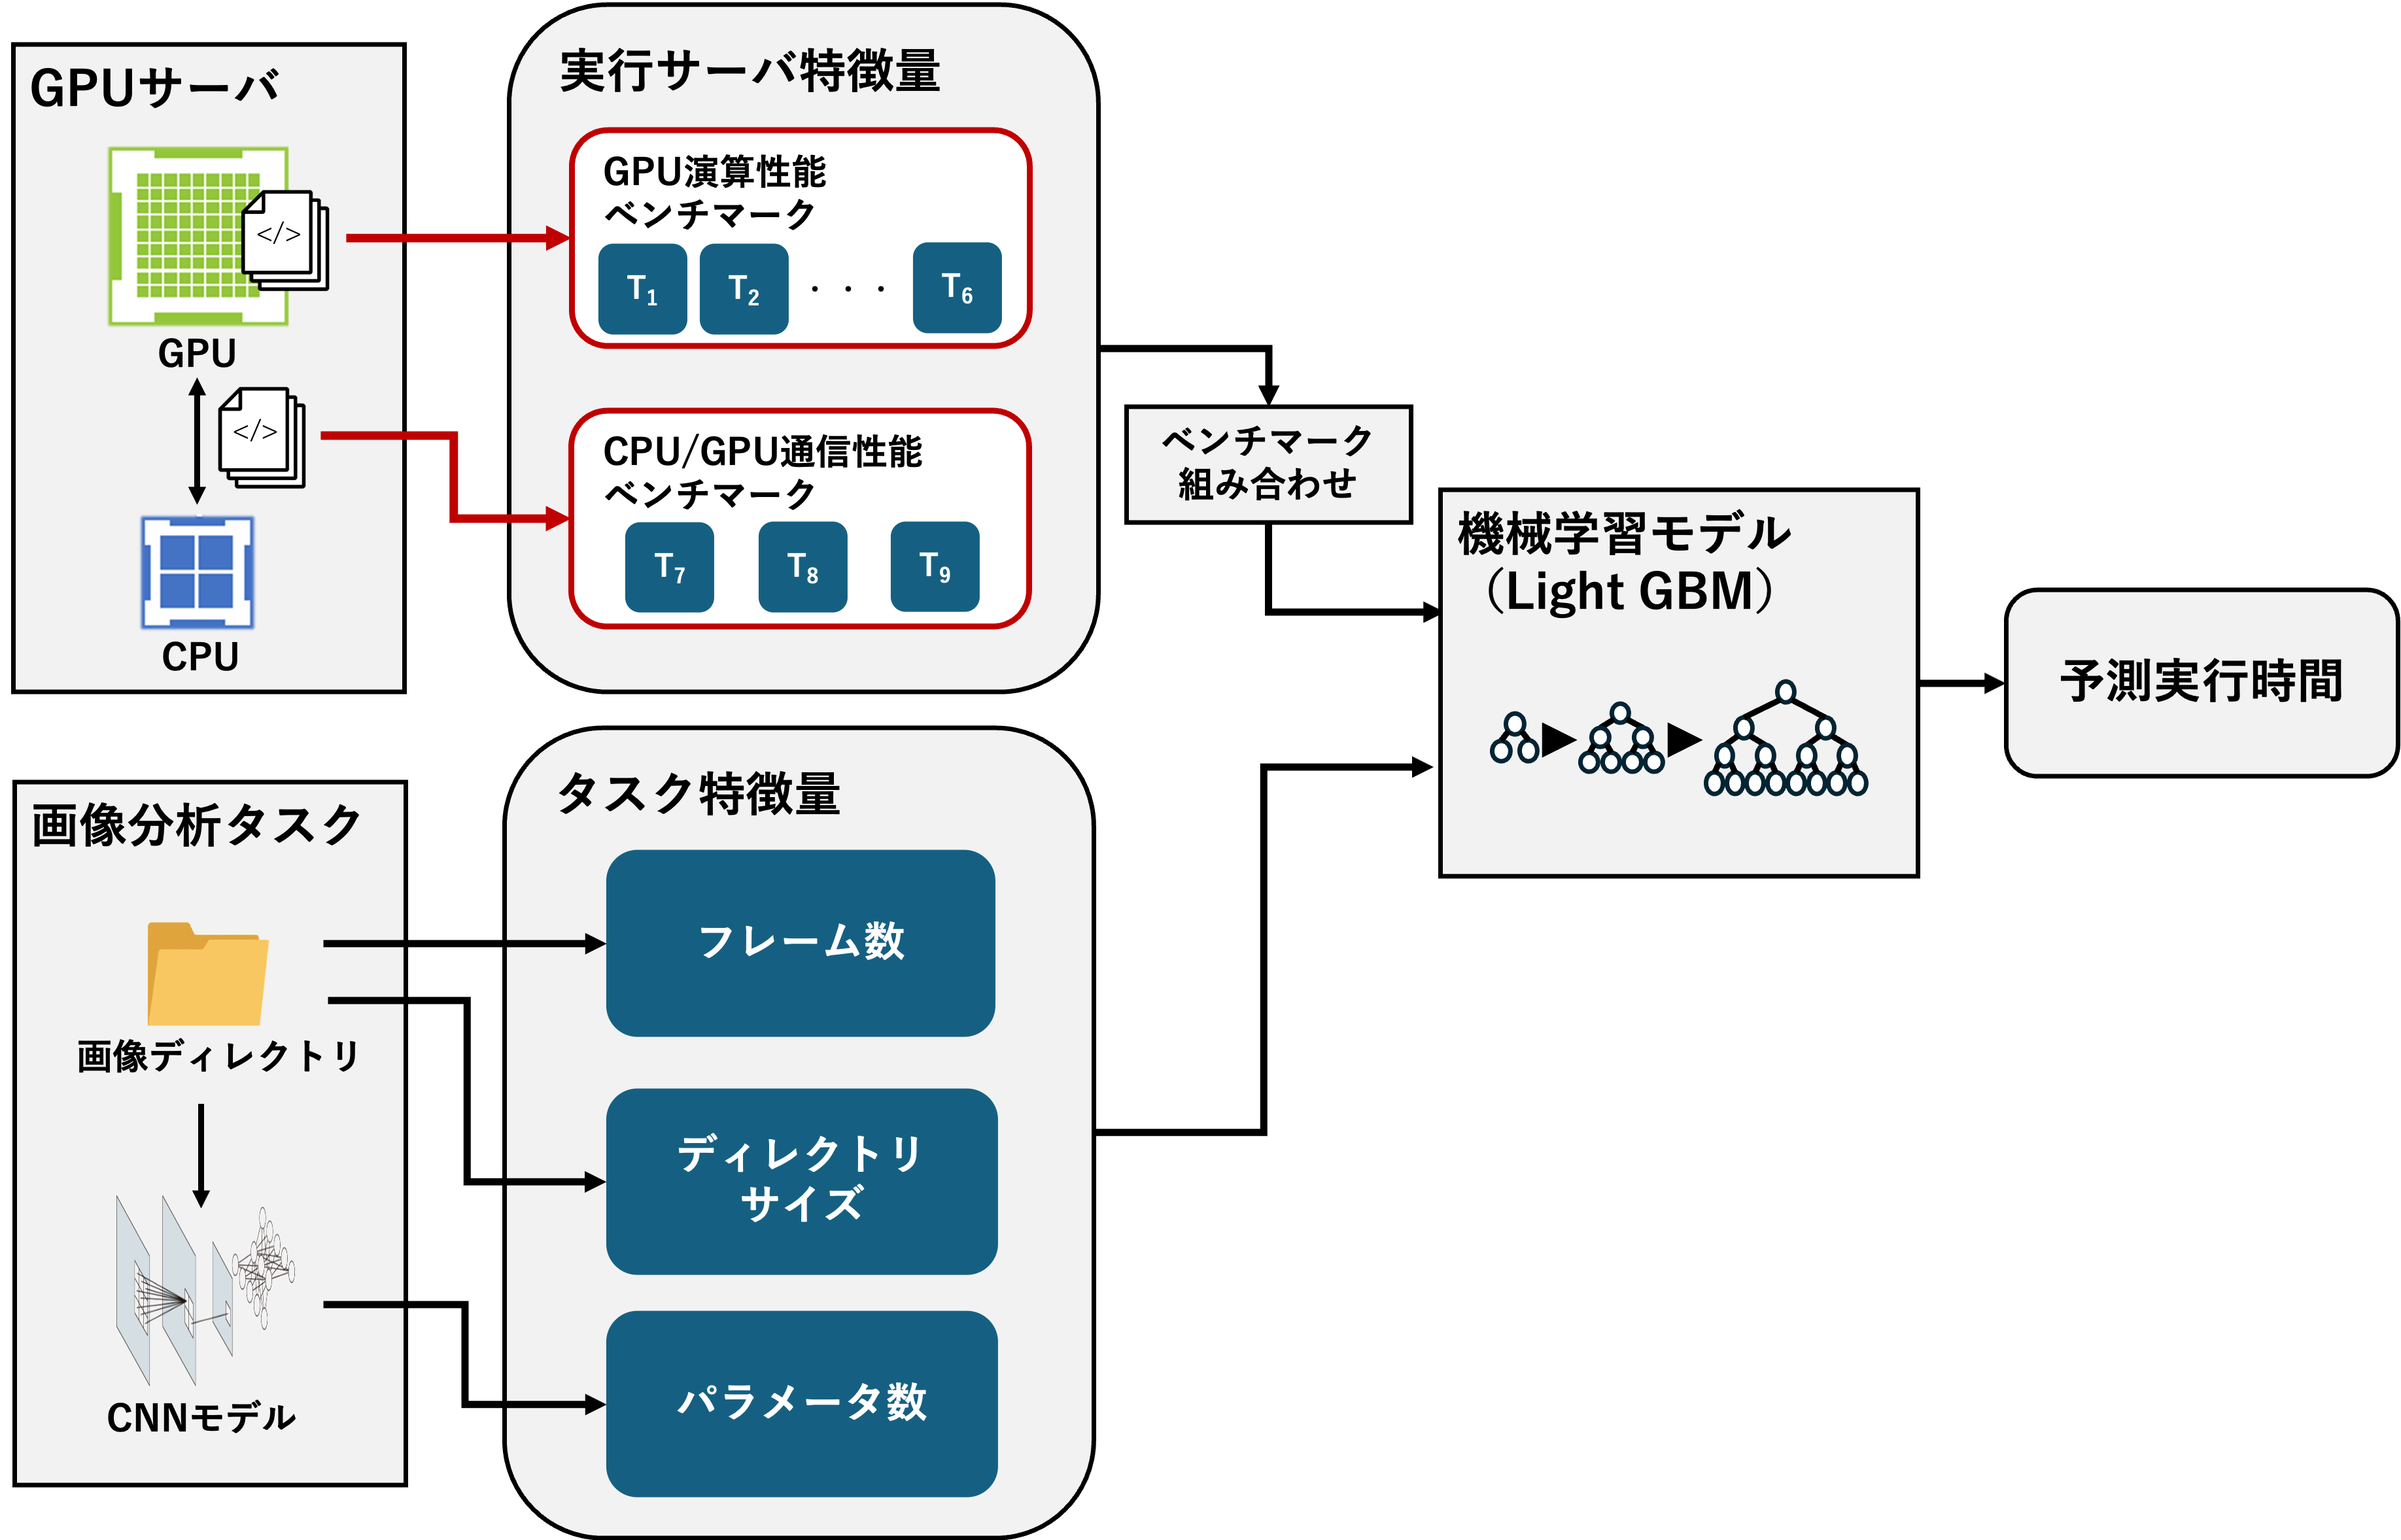 GPUサーバ
</>
GPU
</>
CPU
実行サーバ特徴量
GPU演算性能
ベンチマーク
T1 T2 ・・・ T6
CPU/GPU通信性能
ベンチマーク
T7 T8 T9
ベンチマーク
組み合わせ
画像分析タスク
画像ディレクトリ
CNNモデル
タスク特徴量
フレーム数
ディレクトリ
サイズ
パラメータ数
機械学習モデル
（Light GBM）
予測実行時間